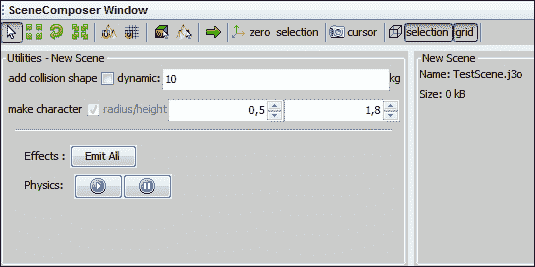 SceneComposer Window
zero selection cursor selection grid
Utilities - New Scene
add collision shape dynamic: 10 kg
make character radius/height 0,5 1,8
Effects : Emit All
Physics:
New Scene
Name: TestScene.j3o
Size: 0 kB